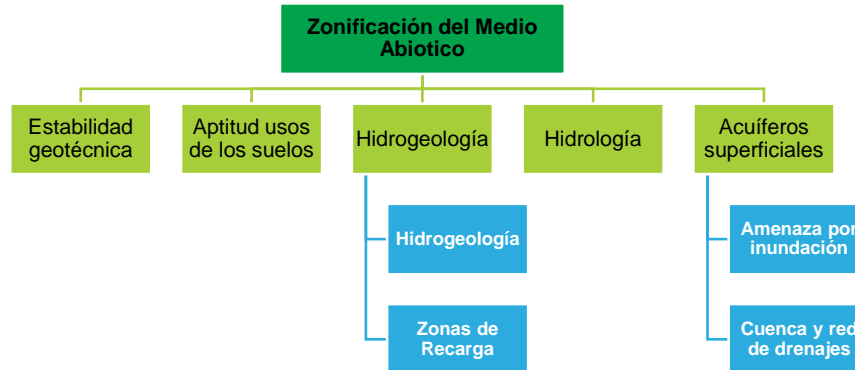 Zonificación del Medio
Abiotico
Estabilidad
geotécnica
Aptitud usos
de los suelos
Hidrogeología
Hidrología
Acuíferos
superficiales
Hidrogeología
Zonas de
Recarga
Amenaza por
inundación
Cuenca y red
de drenajes